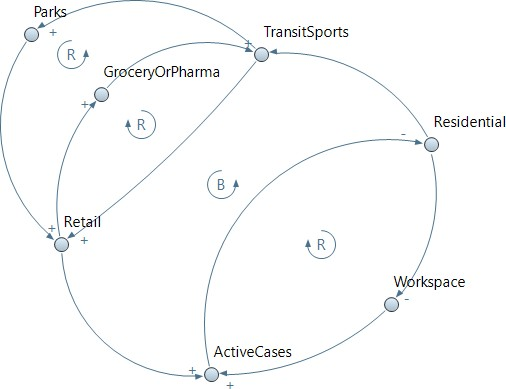 Parks
+
R
TransitSports
+
GroceryOrPharma
+
R
Residential
-
B
Retail
+
+
R
Workspace
-
ActiveCases
+
+